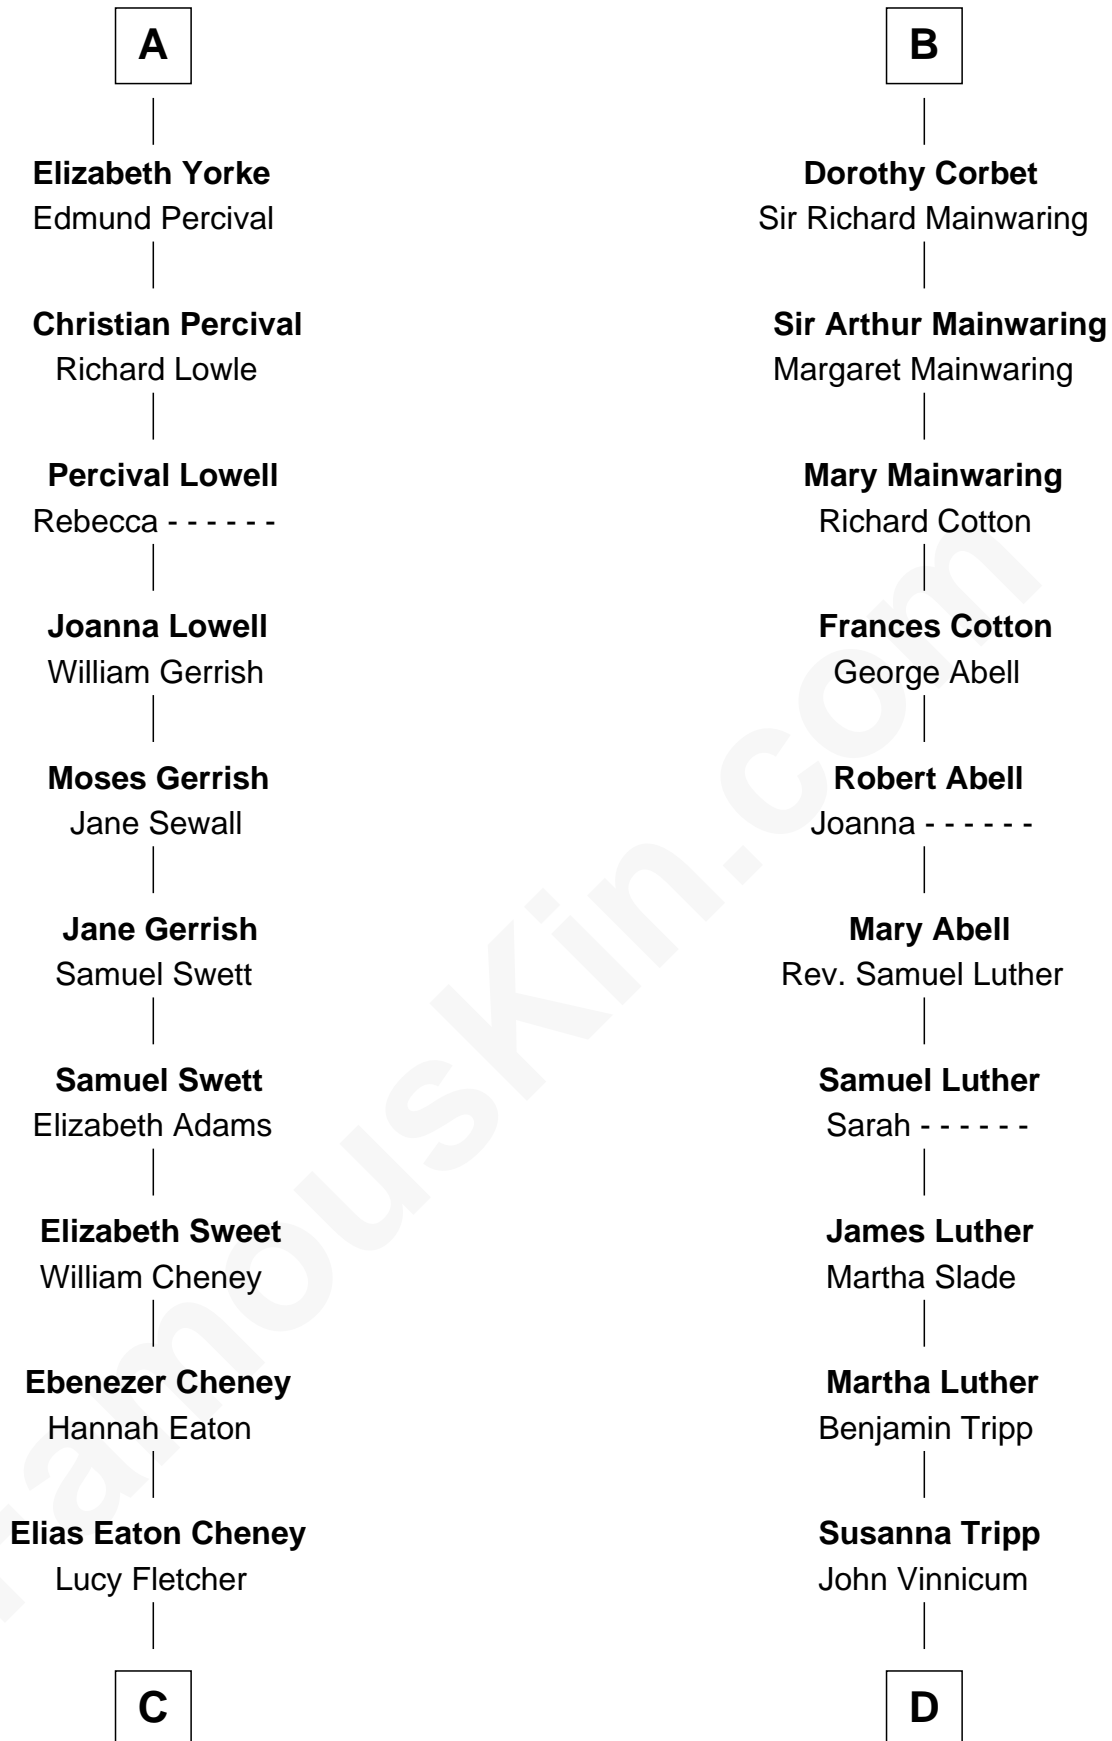 A
Elizabeth Yorke
Edmund Percival
Christian Percival
Richard Lowle
Percival Lowell
Rebecca - - - - - -
Joanna Lowell
William Gerrish
Moses Gerrish
Jane Sewall
Jane Gerrish
Samuel Swett
Samuel Swett
Elizabeth Adams
Elizabeth Sweet
William Cheney
Ebenezer Cheney
Hannah Eaton
Elias Eaton Cheney
Lucy Fletcher
C
B
Dorothy Corbet
Sir Richard Mainwaring
Sir Arthur Mainwaring
Margaret Mainwaring
Mary Mainwaring
Richard Cotton
Frances Cotton
George Abell
Robert Abell
Joanna - - - - - -
Mary Abell
Rev. Samuel Luther
Samuel Luther
Sarah - - - - - -
James Luther
Martha Slade
Martha Luther
Benjamin Tripp
Susanna Tripp
John Vinnicum
D
FamousKin.com